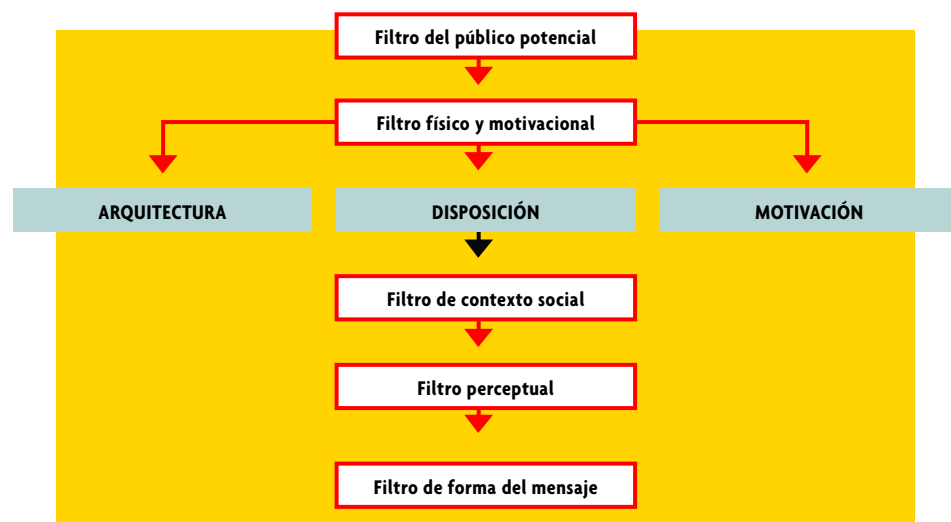 Filtro del público potencial
Filtro físico y motivacional
ARQUITECTURA
DISPOSICIÓN
MOTIVACIÓN
Filtro de contexto social
Filtro perceptual
Filtro de forma del mensaje